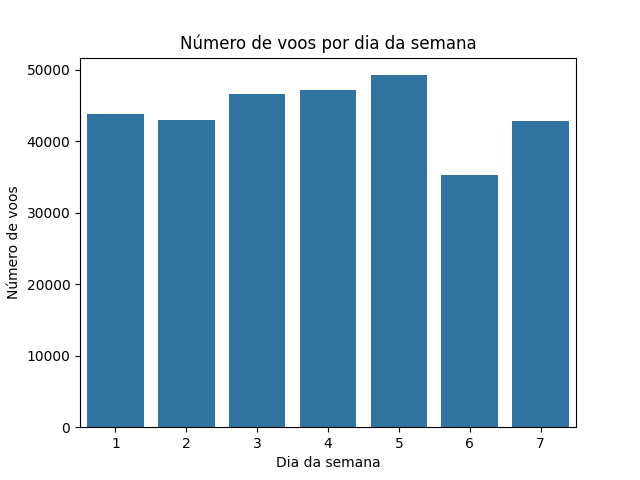 Número de voos por dia da semana
50000
40000
30000
20000
10000
0
Número de voos
1 2 3 4 5 6 7
Dia da semana